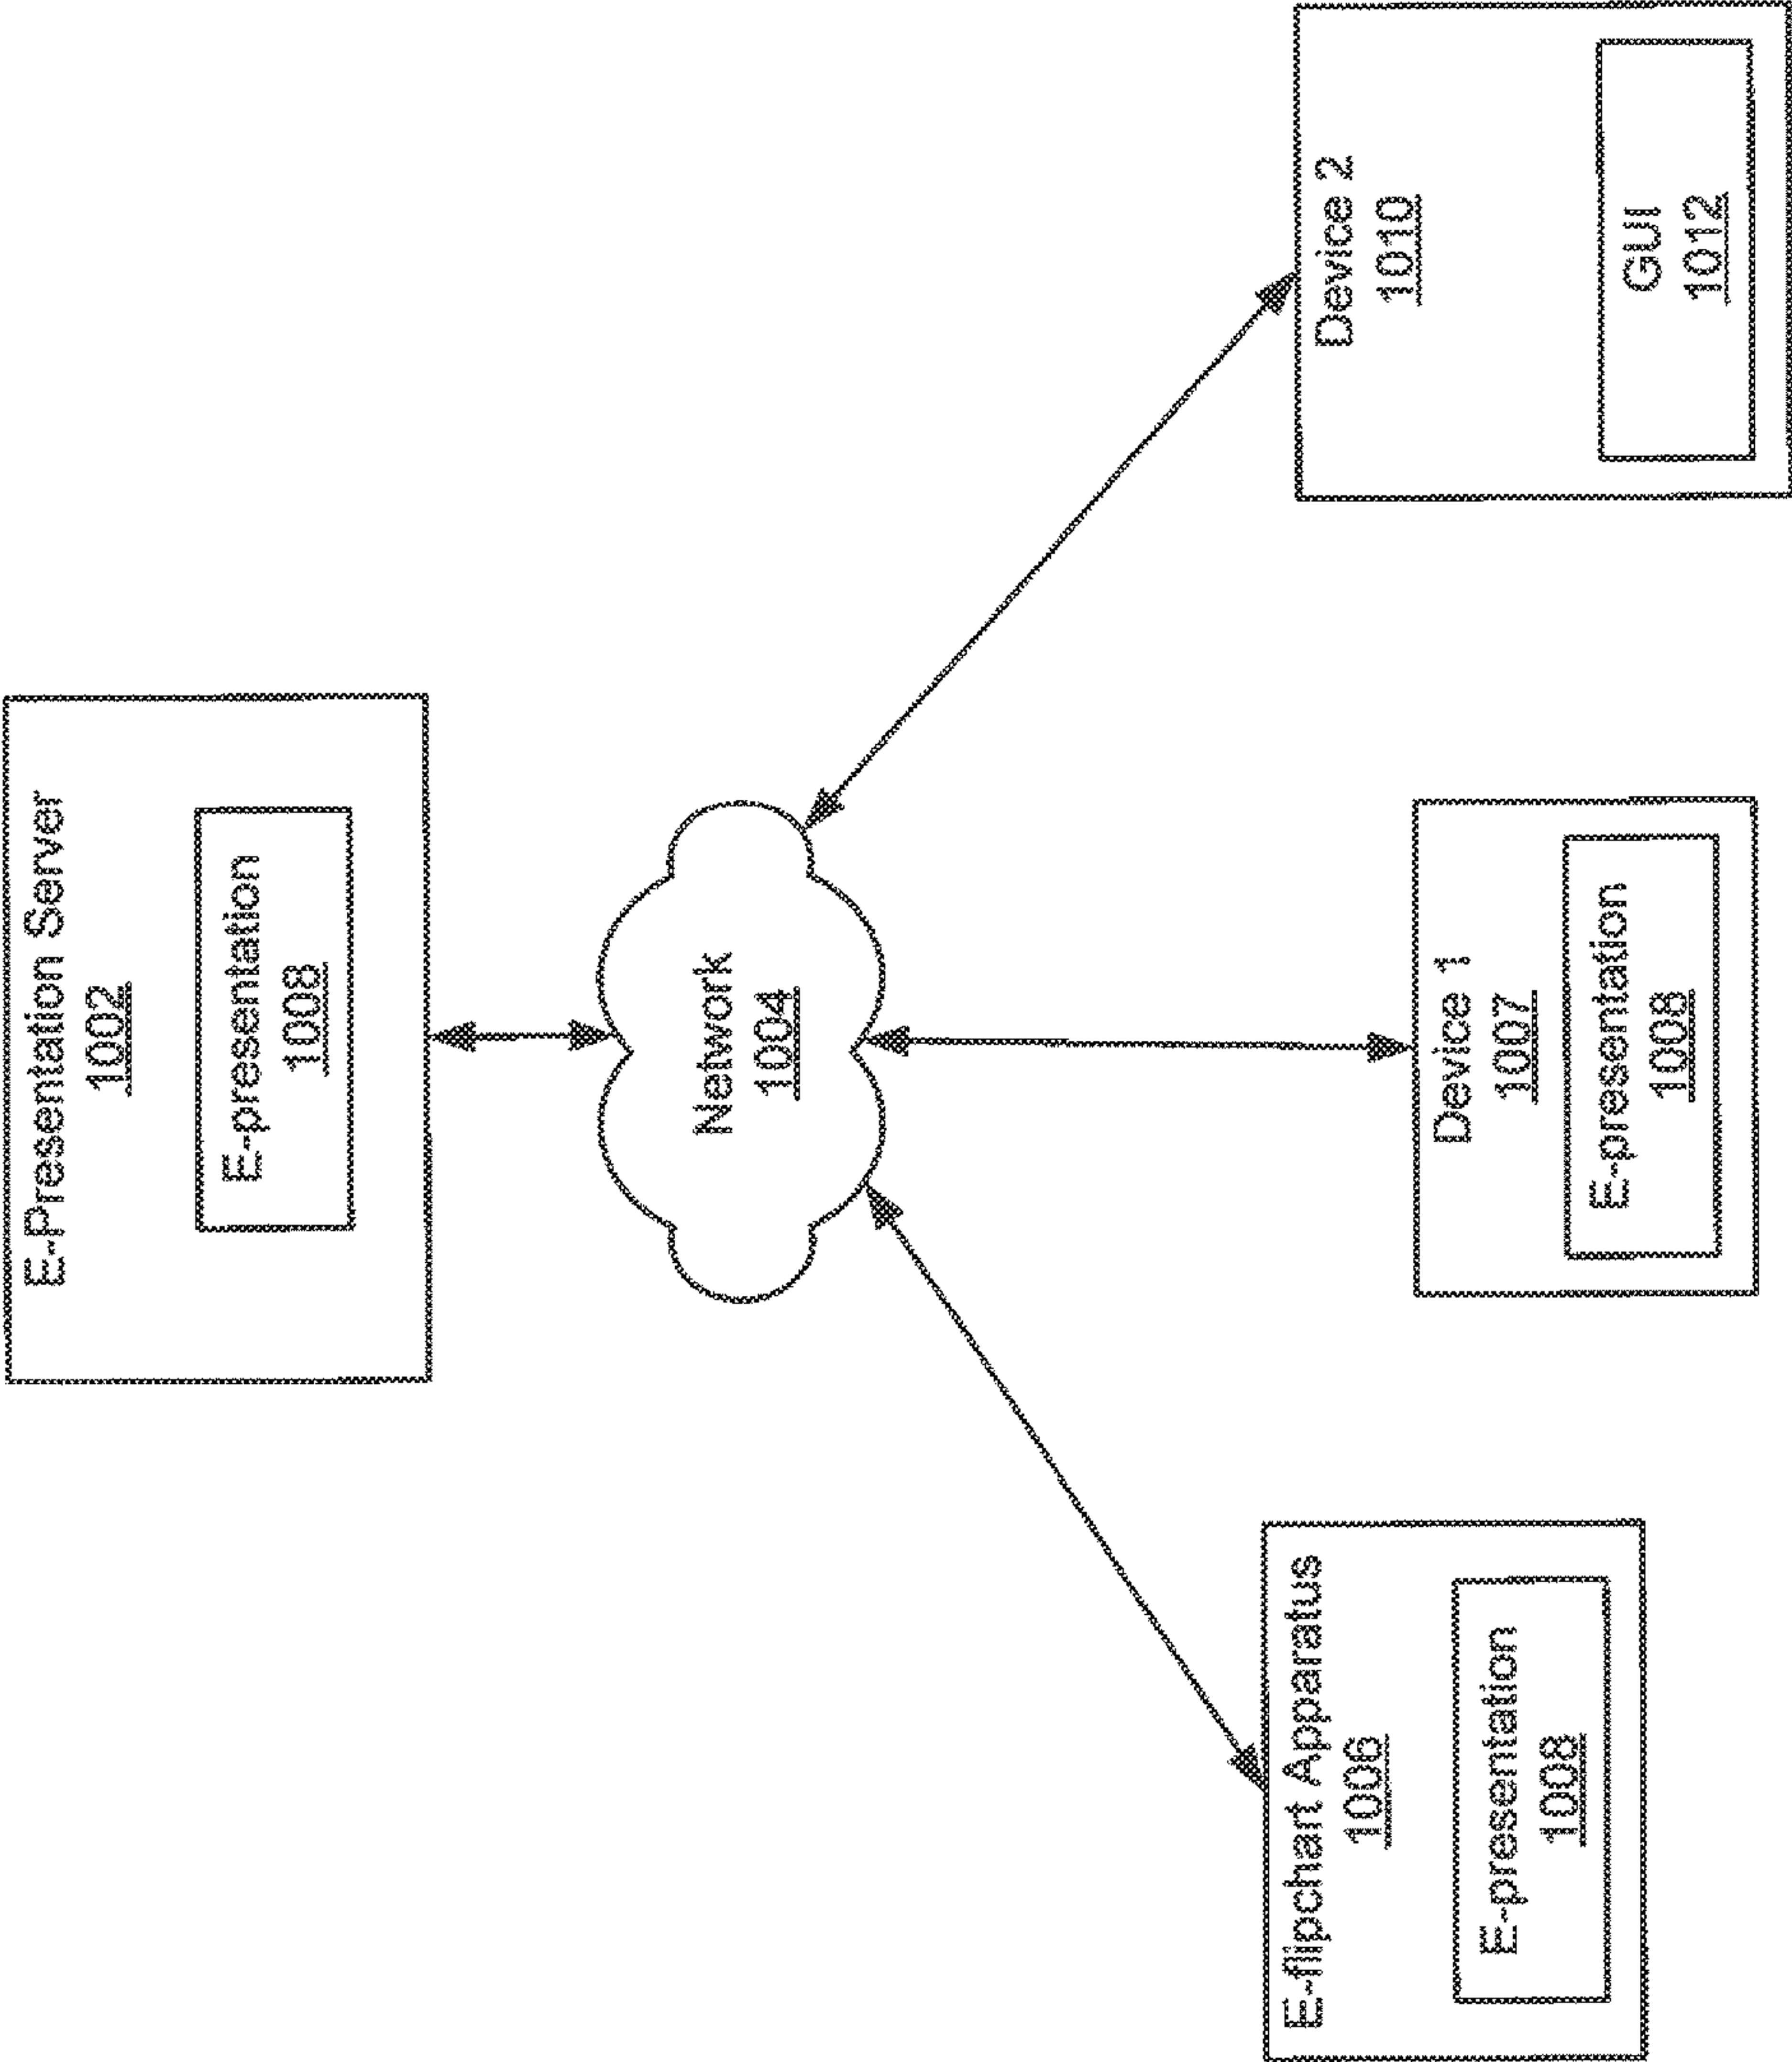 E-Presentation Server
1002
E-presentation
1008
Network
1004
E-flipchart Apparatus
1006
E-presentation
1008
Device 1
1007
E-presentation
1008
Device 2
1010
GUI
1012